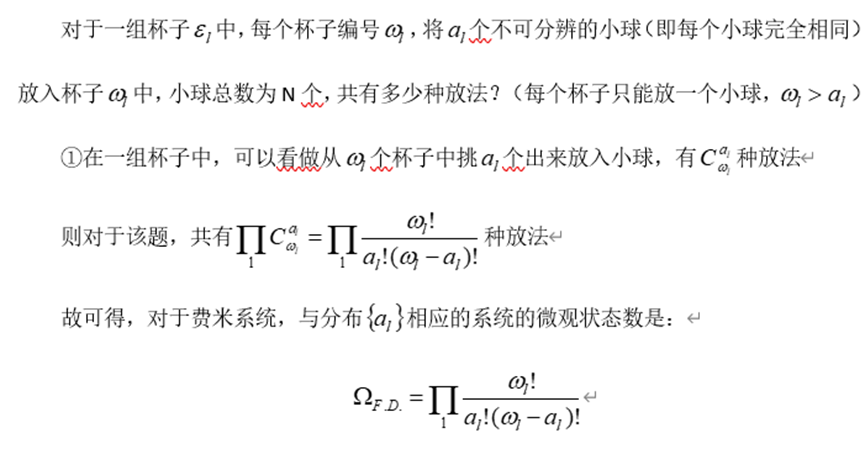 对于一组杯子$\varepsilon_l$中，每个杯子编号$\omega_l$，将$a_l$个不可分辨的小球（即每个小球完全相同）
放入杯子$\omega_l$中，小球总数为 N 个，共有多少种放法？（每个杯子只能放一个小球，$\omega_l > a_l$）
①在一组杯子中，可以看做从$\omega_l$个杯子中挑$a_l$个出来放入小球，有$C_{\omega_l}^{a_l}$种放法↵
则对于该题，共有$\prod_1 C_{\omega_l}^{a_l} = \prod_1 \frac{\omega_l!}{a_l!(\omega_l - a_l)!}$种放法↵
故可得，对于费米系统，与分布$\{a_l\}$相应的系统的微观状态数是： ↵
$\Omega_{F.D.} = \prod_1 \frac{\omega_l!}{a_l!(\omega_l - a_l)!}$↵